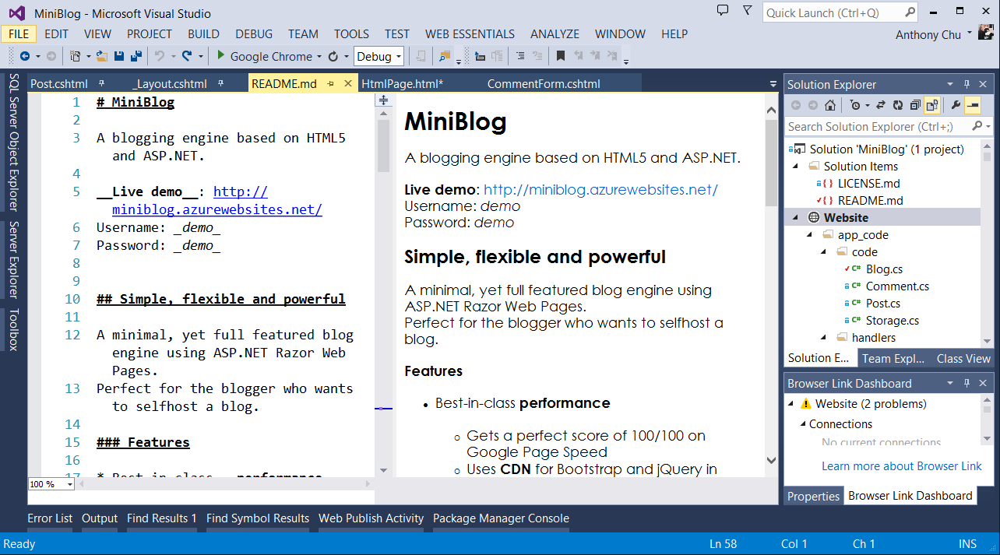 MiniBlog - Microsoft Visual Studio
Quick Launch (Ctrl+Q)
FILE EDIT VIEW PROJECT BUILD DEBUG TEAM TOOLS TEST WEB ESSENTIALS ANALYZE WINDOW HELP
Anthony Chu
Google Chrome
Debug
SQL Server Object Explorer
Server Explorer
Toolbox
Post.cshtml _Layout.cshtml README.md HtmlPage.html* CommentForm.cshtml
1 # MiniBlog
2
3 A blogging engine based on HTML5
and ASP.NET.
4
5 __Live demo__: http://
miniblog.azurewebsites.net/
6 Username: _demo_
7 Password: _demo_
8
9
10 ## Simple, flexible and powerful
11
12 A minimal, yet full featured blog
engine using ASP.NET Razor Web
Pages.
13 Perfect for the blogger who wants
to selfhost a blog.
14
15 ### Features
16
17 * Best-in-class __performance__
100 %
MiniBlog
A blogging engine based on HTML5 and ASP.NET.
Live demo: http://miniblog.azurewebsites.net/
Username: demo
Password: demo
Simple, flexible and powerful
A minimal, yet full featured blog engine using
ASP.NET Razor Web Pages.
Perfect for the blogger who wants to selfhost a
blog.
Features
• Best-in-class performance
○ Gets a perfect score of 100/100 on
Google Page Speed
○ Uses CDN for Bootstrap and jQuery in
Solution Explorer
Search Solution Explorer (Ctrl+;)
Solution 'MiniBlog' (1 project)
Solution Items
LICENSE.md
README.md
Website
app_code
code
C# Blog.cs
C# Comment.cs
C# Post.cs
C# Storage.cs
handlers
Solution E... Team Expl... Class View
Browser Link Dashboard
Website (2 problems)
Connections
No current connections
Learn more about Browser Link
Properties Browser Link Dashboard
Error List Output Find Results 1 Find Symbol Results Web Publish Activity Package Manager Console
Ready Ln 58 Col 1 Ch 1 INS